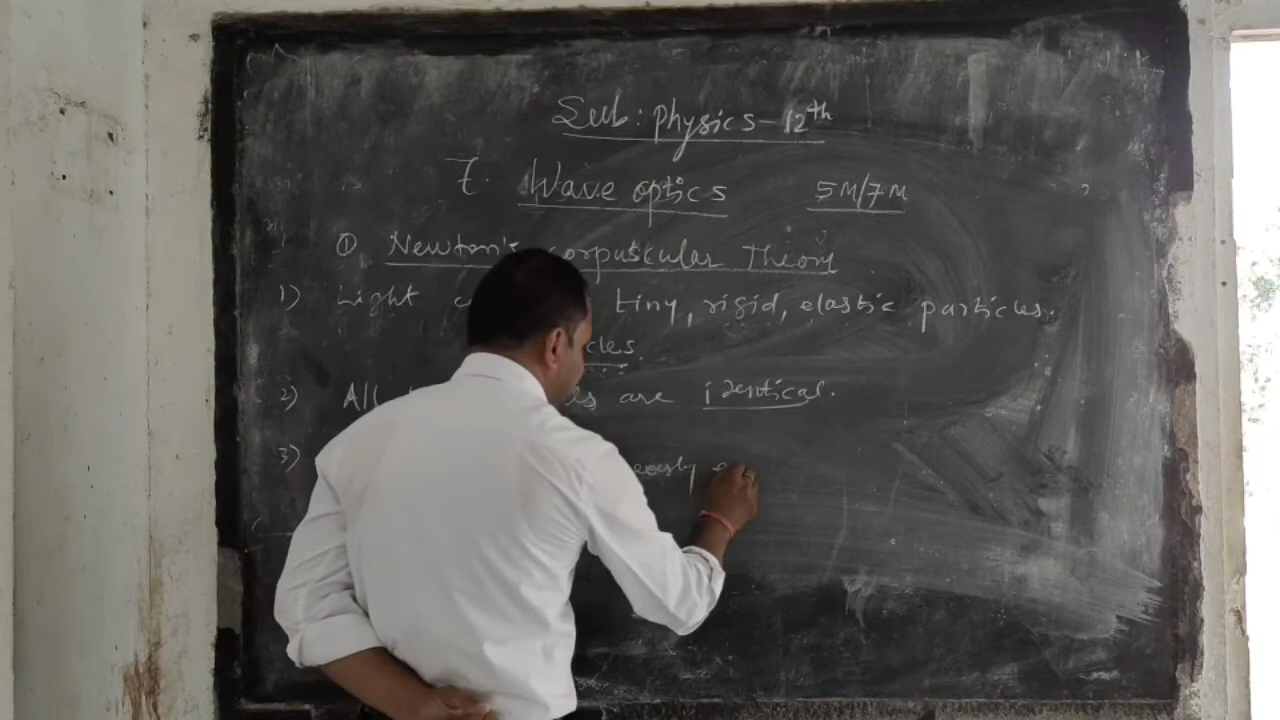 Sub: physics - 12th
7. Wave optics 5M/7M
① Newton's corpuscular Theory
1) Light tiny, rigid, elastic particles.
cles.
2) All are identical.
3)